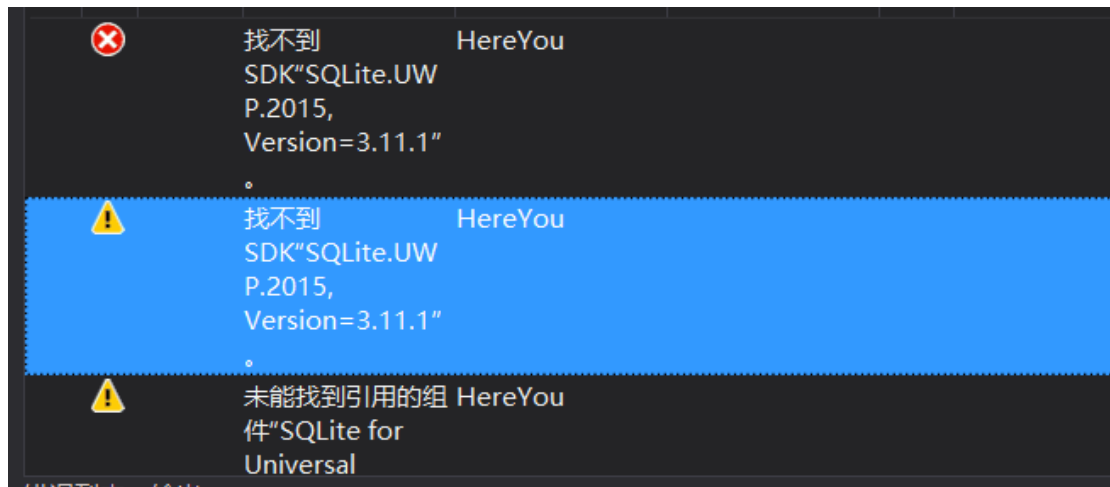 找不到 HereYou
SDK"SQLite.UW
P.2015,
Version=3.11.1"
。
找不到 HereYou
SDK"SQLite.UW
P.2015,
Version=3.11.1"
。
未能找到引用的组 HereYou
件"SQLite for
Universal